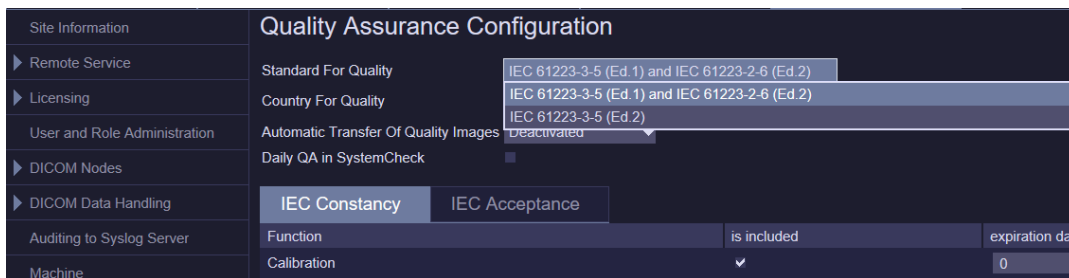 Site Information
Remote Service
Licensing
User and Role Administration
DICOM Nodes
DICOM Data Handling
Auditing to Syslog Server
Machine
Quality Assurance Configuration
Standard For Quality
IEC 61223-3-5 (Ed.1) and IEC 61223-2-6 (Ed.2)
IEC 61223-3-5 (Ed.1) and IEC 61223-2-6 (Ed.2)
Country For Quality
IEC 61223-3-5 (Ed.2)
Automatic Transfer Of Quality Images Deactivated
Daily QA in SystemCheck
IEC Constancy IEC Acceptance
Function is included expiration da
Calibration 0